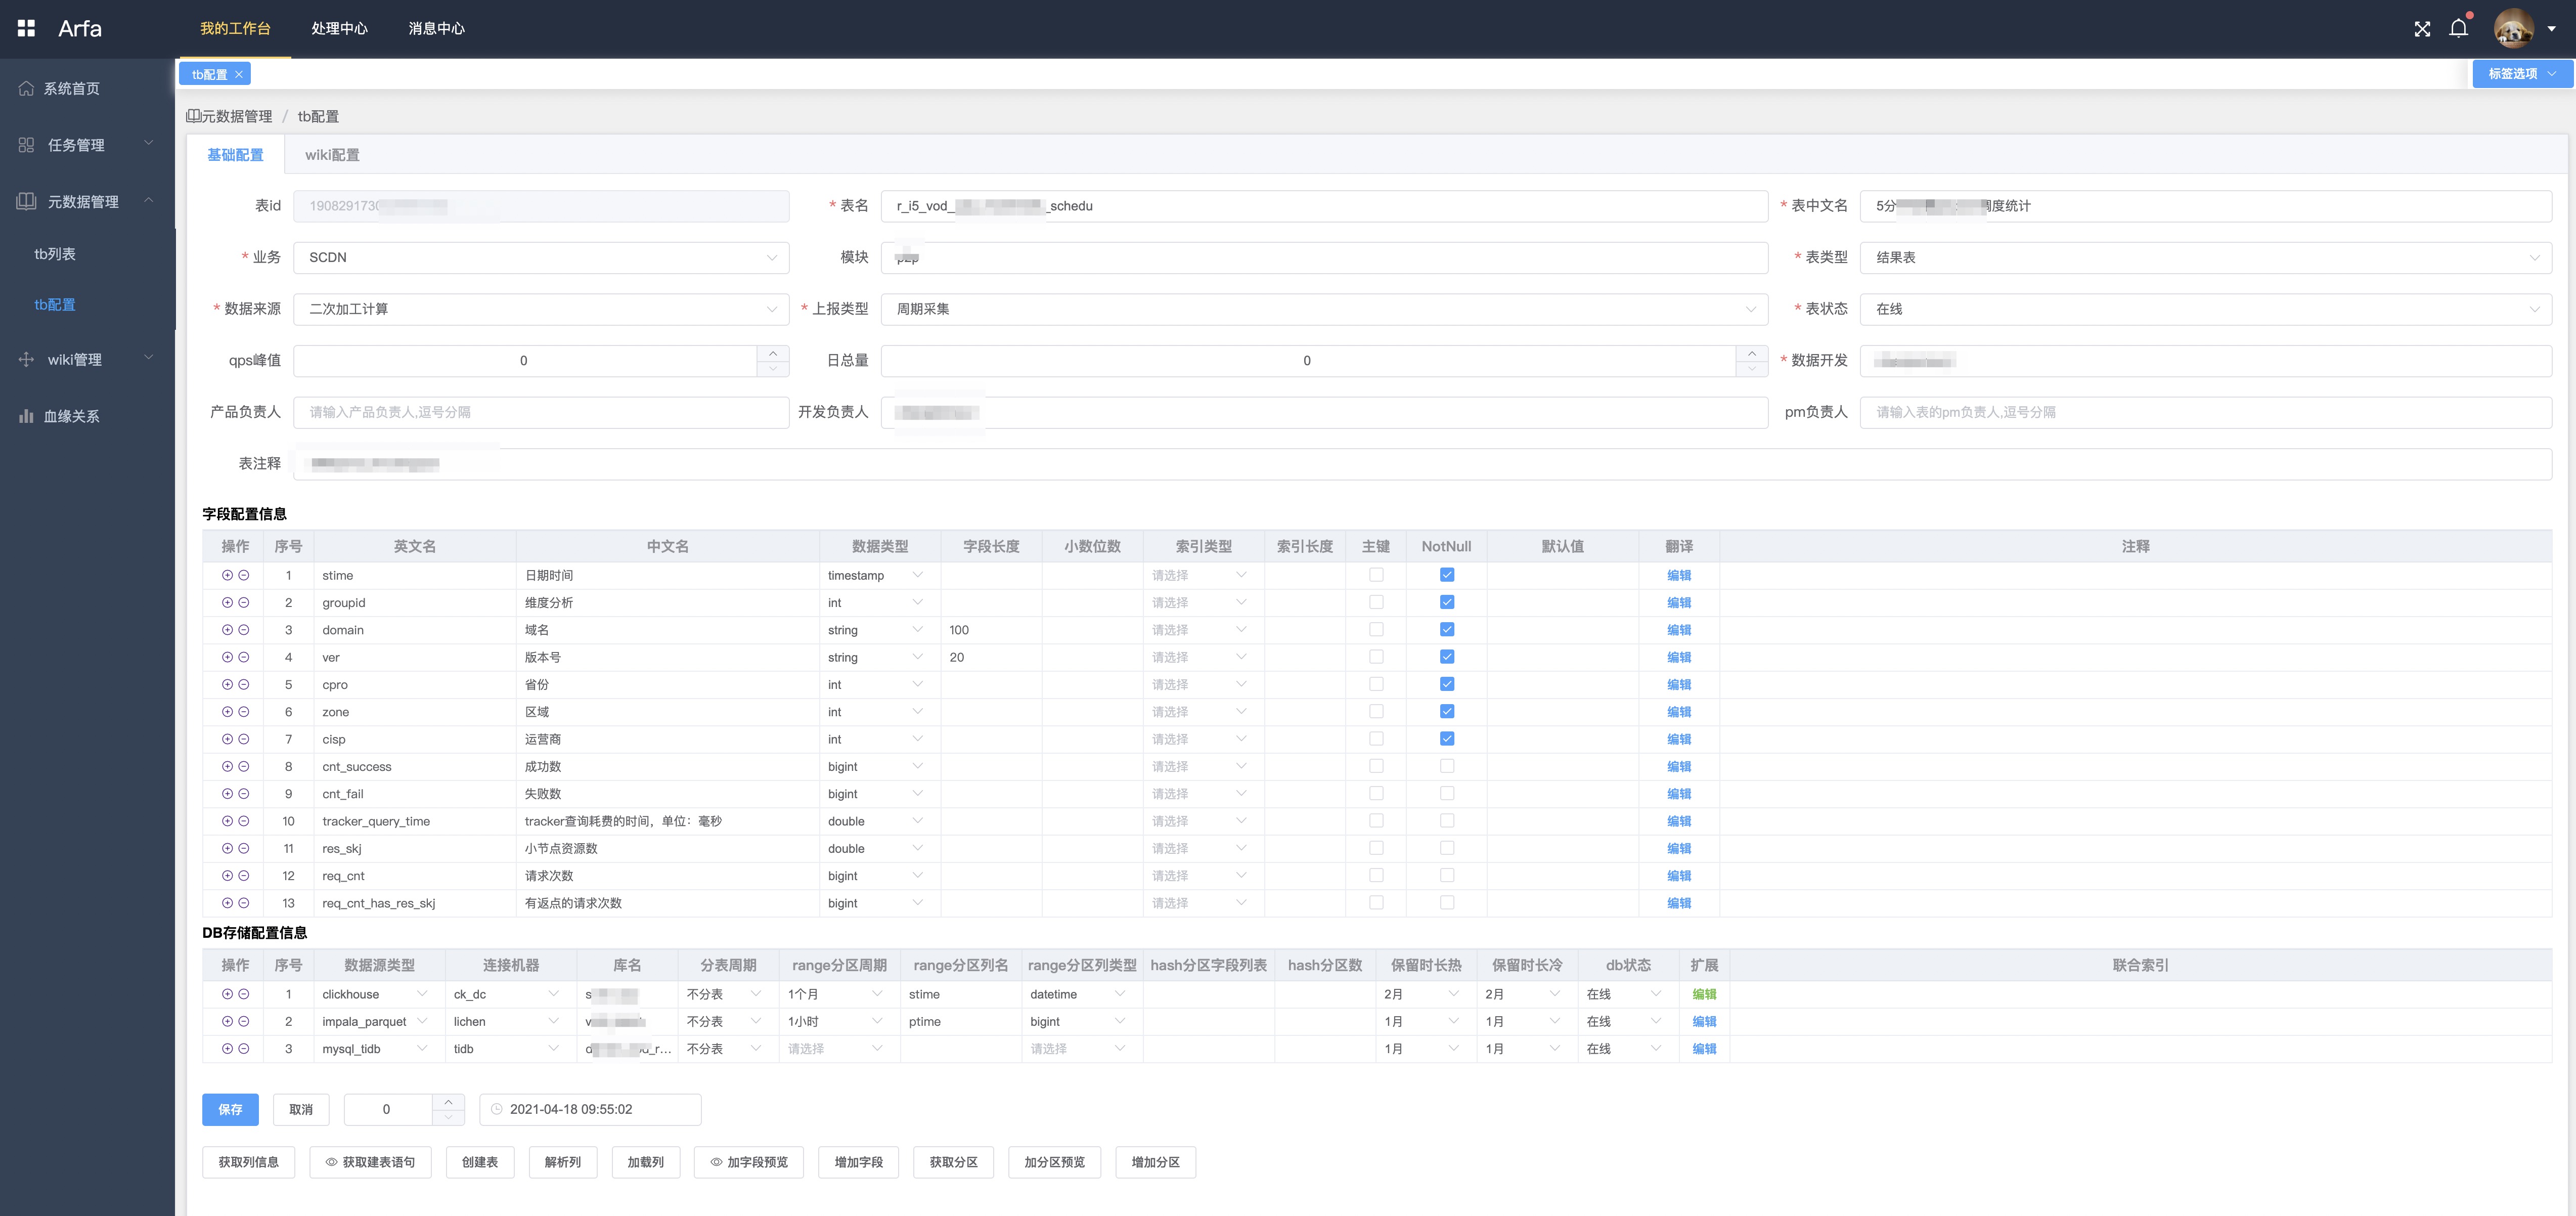 Arfa 我的工作台 处理中心 消息中心
tb配置 标签选项
系统首页
任务管理
元数据管理
tb列表
tb配置
wiki管理
血缘关系
元数据管理 / tb配置
基础配置 wiki配置
表id 1908291730 * 表名 r_i5_vod_ _schedu * 表中文名 5分 调度统计
* 业务 SCDN 模块 * 表类型 结果表
* 数据来源 二次加工计算 * 上报类型 周期采集 * 表状态 在线
qps峰值 0 日总量 0 * 数据开发
产品负责人 请输入产品负责人,逗号分隔 开发负责人 pm负责人 请输入表的pm负责人,逗号分隔
表注释
字段配置信息
操作 序号 英文名 中文名 数据类型 字段长度 小数位数 索引类型 索引长度 主键 NotNull 默认值 翻译 注释
1 stime 日期时间 timestamp 请选择 编辑
2 groupid 维度分析 int 请选择 编辑
3 domain 域名 string 100 请选择 编辑
4 ver 版本号 string 20 请选择 编辑
5 cpro 省份 int 请选择 编辑
6 zone 区域 int 请选择 编辑
7 cisp 运营商 int 请选择 编辑
8 cnt_success 成功数 bigint 请选择 编辑
9 cnt_fail 失败数 bigint 请选择 编辑
10 tracker_query_time tracker查询耗费的时间，单位：毫秒 double 请选择 编辑
11 res_skj 小节点资源数 double 请选择 编辑
12 req_cnt 请求次数 bigint 请选择 编辑
13 req_cnt_has_res_skj 有返点的请求次数 bigint 请选择 编辑
DB存储配置信息
操作 序号 数据源类型 连接机器 库名 分表周期 range分区周期 range分区列名 range分区列类型 hash分区字段列表 hash分区数 保留时长热 保留时长冷 db状态 扩展 联合索引
1 clickhouse ck_dc s 不分表 1个月 stime datetime 2月 2月 在线 编辑
2 impala_parquet lichen v 不分表 1小时 ptime bigint 1月 1月 在线 编辑
3 mysql_tidb tidb d _r... 不分表 请选择 请选择 1月 1月 在线 编辑
保存 取消 0 2021-04-18 09:55:02
获取列信息 获取建表语句 创建表 解析列 加载列 加字段预览 增加字段 获取分区 加分区预览 增加分区